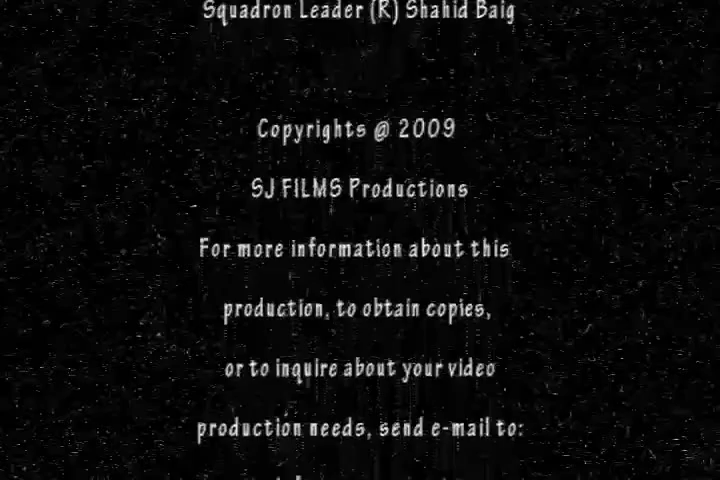 Squadron Leader (R) Shahid Baig
Copyrights @ 2009
SJ FILMS Productions
For more information about this
production, to obtain copies,
or to inquire about your video
production needs, send e-mail to: